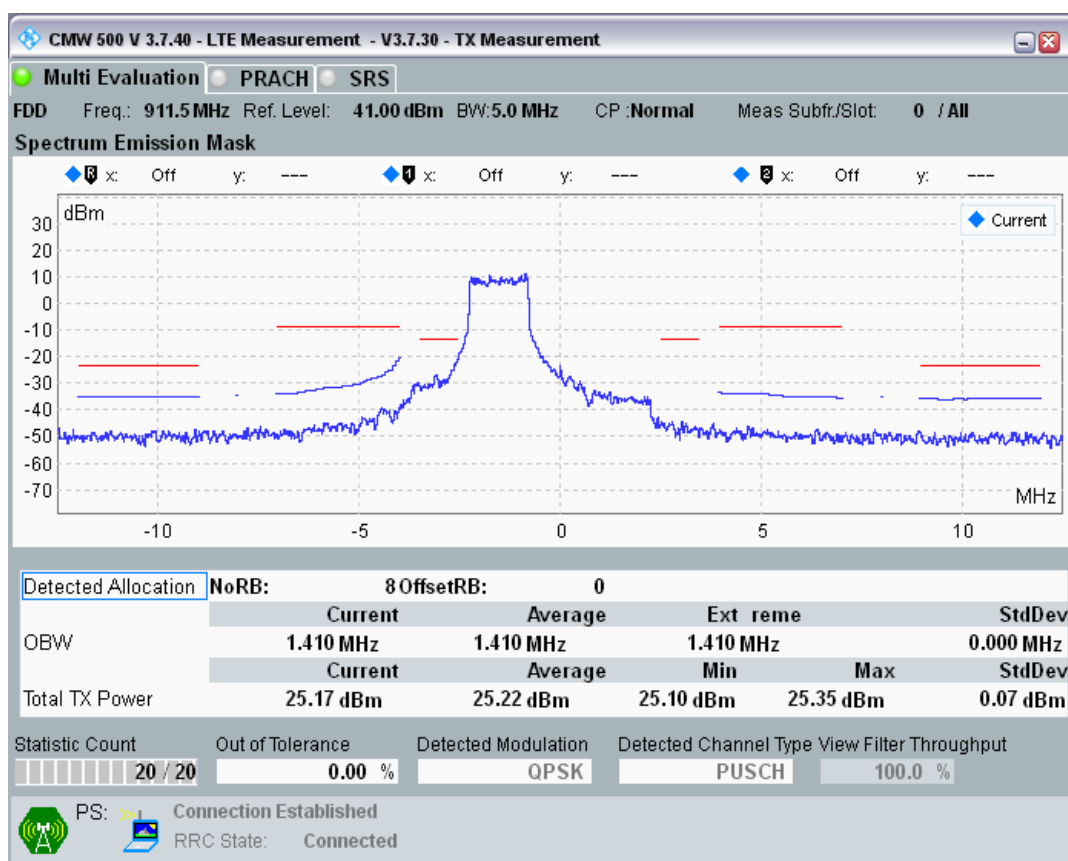 CMW 500 V 3.7.40 - LTE Measurement - V3.7.30 - TX Measurement
Multi Evaluation PRACH SRS
FDD Freq.: 911.5 MHz Ref. Level: 41.00 dBm BW: 5.0 MHz CP : Normal Meas Subfr./Slot: 0 / All
Spectrum Emission Mask
R x: Off y: --- 1 x: Off y: --- 2 x: Off y: ---
dBm
Current
30
20
10
0
-10
-20
-30
-40
-50
-60
-70
MHz
-10 -5 0 5 10
Detected Allocation NoRB: 8 OffsetRB: 0
Current Average Ext reme StdDev
OBW 1.410 MHz 1.410 MHz 1.410 MHz 0.000 MHz
Current Average Min Max StdDev
Total TX Power 25.17 dBm 25.22 dBm 25.10 dBm 25.35 dBm 0.07 dBm
Statistic Count Out of Tolerance Detected Modulation Detected Channel Type View Filter Throughput
20 / 20 0.00 % QPSK PUSCH 100.0 %
PS: Connection Established
RRC State: Connected